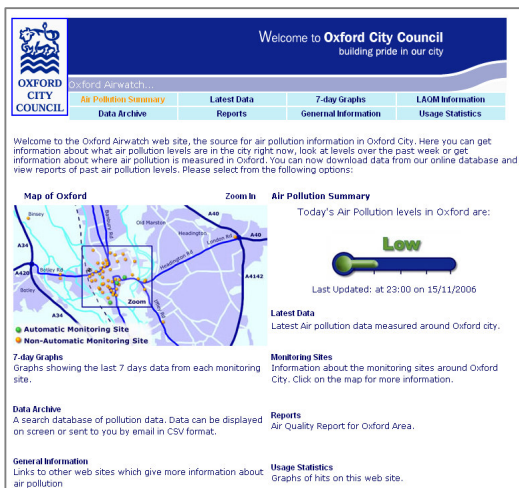 Welcome to Oxford City Council
building pride in our city
OXFORD
CITY
COUNCIL
Oxford Airwatch...
Air Pollution Summary Latest Data 7-day Graphs LAQM Information
Data Archive Reports Genernal Information Usage Statistics
Welcome to the Oxford Airwatch web site, the source for air pollution information in Oxford City. Here you can get
information about what air pollution levels are in the city right now, look at levels over the past week or get
information about where air pollution is measured in Oxford. You can now download data from our online database and
view reports of past air pollution levels. Please select from the following options:
Map of Oxford Zoom In
Binsey
Banbury Rd
Old Marston
A40
A34
Headington
London Rd
A40
Headington Rd
A420
Botley Rd
A4142
Botley
Zoom
Iffley Rd
A34
Automatic Monitoring Site
Non-Automatic Monitoring Site
Air Pollution Summary
Today's Air Pollution levels in Oxford are:
Low
Last Updated: at 23:00 on 15/11/2006
Latest Data
Latest Air pollution data measured around Oxford city.
7-day Graphs
Graphs showing the last 7 days data from each monitoring
site.
Monitoring Sites
Information about the monitoring sites around Oxford
City. Click on the map for more information.
Data Archive
A search database of pollution data. Data can be displayed
on screen or sent to you by email in CSV format.
Reports
Air Quality Report for Oxford Area.
General Information
Links to other web sites which give more information about
air pollution
Usage Statistics
Graphs of hits on this web site.